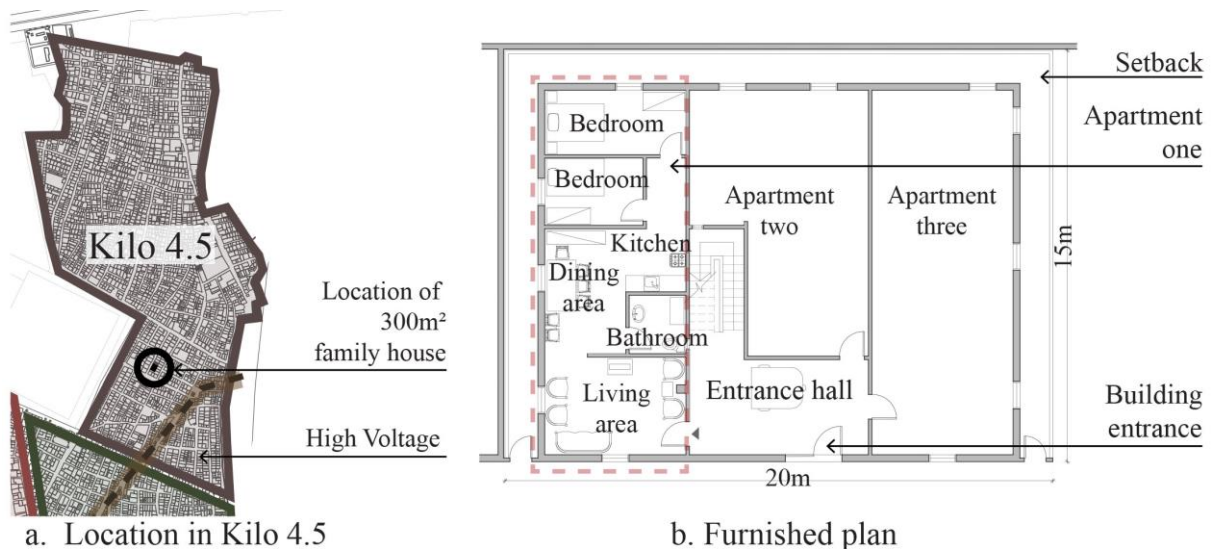 Kilo 4.5
Location of
300m²
family house
High Voltage
a. Location in Kilo 4.5
Setback
Apartment
one
Bedroom
Bedroom
Apartment
two
Apartment
three
Kitchen
Dining
area
Bathroom
Living
area
Entrance hall
Building
entrance
15m
20m
b. Furnished plan